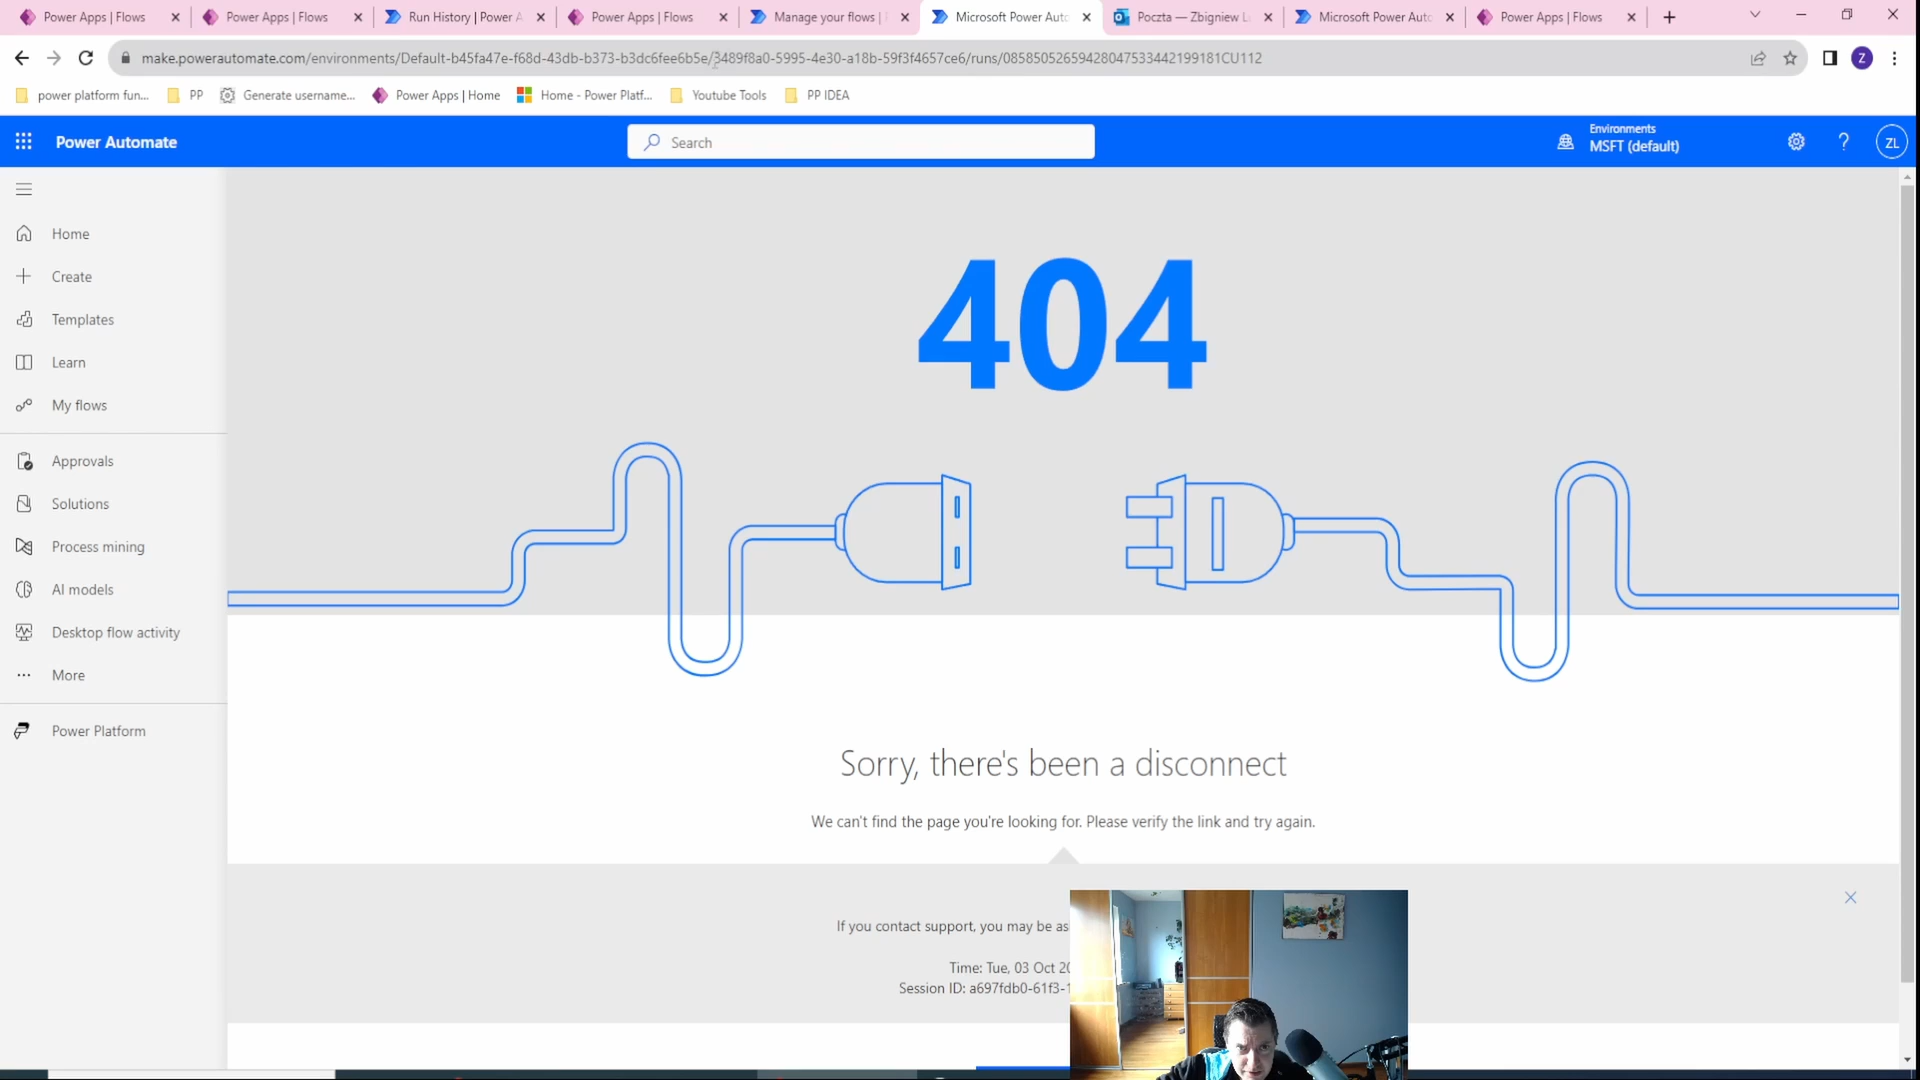 Power Apps | Flows
Power Apps | Flows
Run History | Power A
Power Apps | Flows
Manage your flows |
Microsoft Power Auto
Poczta — Zbigniew
Microsoft Power Auto
Power Apps | Flows
make.powerautomate.com/environments/Default-b45fa47e-f68d-43db-b373-b3dc6fee6b5e/3489f8a0-5995-4e30-a18b-59f3f4657ce6/runs/08585052659428047533442199181CU112
Z
power platform fun...
PP
Generate username...
Power Apps | Home
Home - Power Platf...
Youtube Tools
PP IDEA
Power Automate
Search
Environments
MSFT (default)
?
ZL
Home
Create
Templates
Learn
My flows
Approvals
Solutions
Process mining
AI models
Desktop flow activity
More
Power Platform
404
Sorry, there's been a disconnect
We can't find the page you're looking for. Please verify the link and try again.
If you contact support, you may be as
Time: Tue, 03 Oct 20
Session ID: a697fdb0-61f3-1